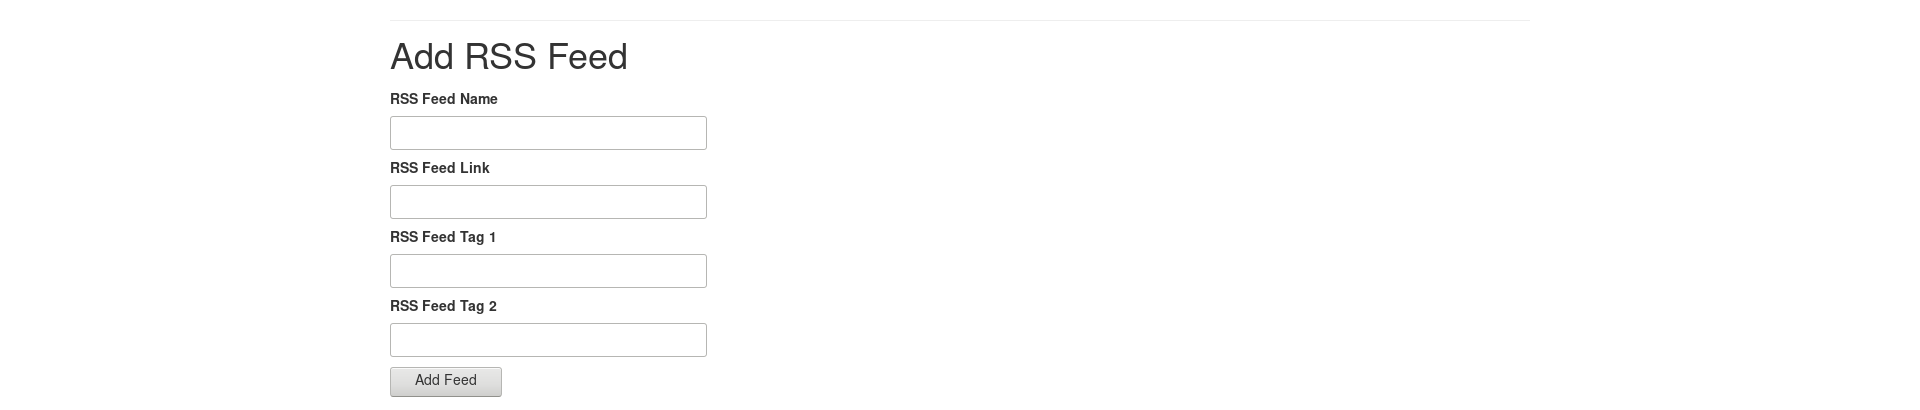 Add RSS Feed
RSS Feed Name
RSS Feed Link
RSS Feed Tag 1
RSS Feed Tag 2
Add Feed